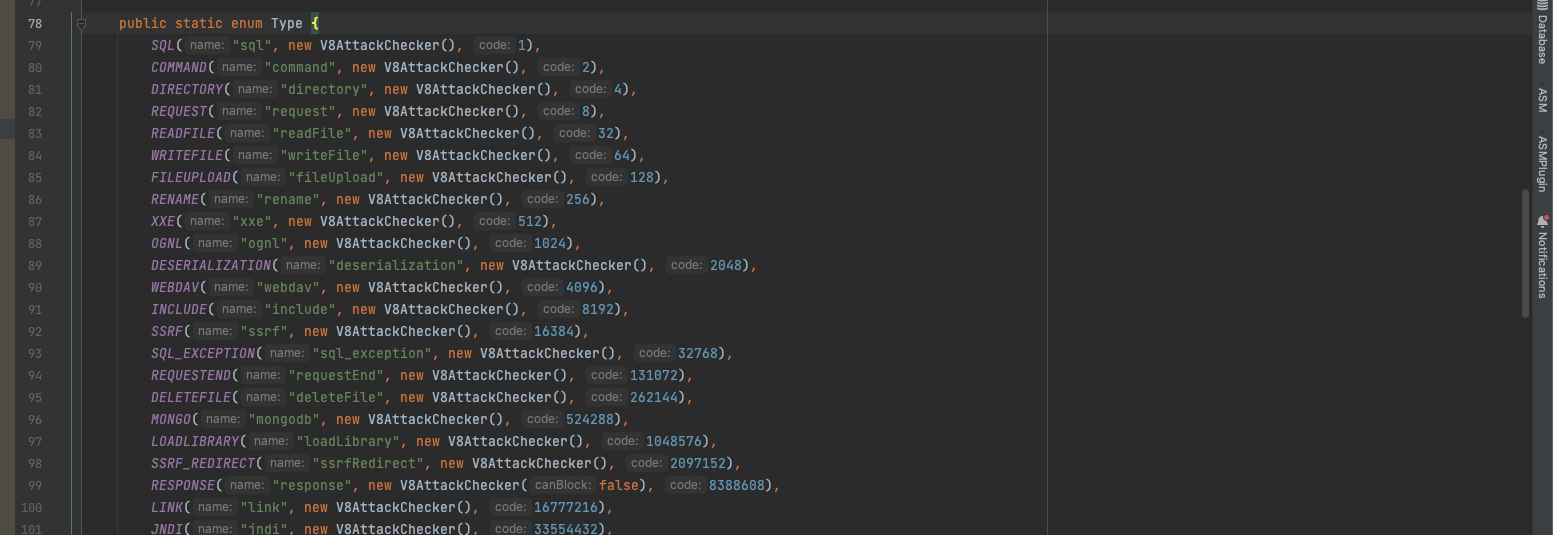 77
78 public static enum Type {
79 SQL( name: "sql", new V8AttackChecker(), code: 1),
80 COMMAND( name: "command", new V8AttackChecker(), code: 2),
81 DIRECTORY( name: "directory", new V8AttackChecker(), code: 4),
82 REQUEST( name: "request", new V8AttackChecker(), code: 8),
83 READFILE( name: "readFile", new V8AttackChecker(), code: 32),
84 WRITEFILE( name: "writeFile", new V8AttackChecker(), code: 64),
85 FILEUPLOAD( name: "fileUpload", new V8AttackChecker(), code: 128),
86 RENAME( name: "rename", new V8AttackChecker(), code: 256),
87 XXE( name: "xxe", new V8AttackChecker(), code: 512),
88 OGNL( name: "ognl", new V8AttackChecker(), code: 1024),
89 DESERIALIZATION( name: "deserialization", new V8AttackChecker(), code: 2048),
90 WEBDAV( name: "webdav", new V8AttackChecker(), code: 4096),
91 INCLUDE( name: "include", new V8AttackChecker(), code: 8192),
92 SSRF( name: "ssrf", new V8AttackChecker(), code: 16384),
93 SQL_EXCEPTION( name: "sql_exception", new V8AttackChecker(), code: 32768),
94 REQUESTEND( name: "requestEnd", new V8AttackChecker(), code: 131072),
95 DELETEFILE( name: "deleteFile", new V8AttackChecker(), code: 262144),
96 MONGO( name: "mongodb", new V8AttackChecker(), code: 524288),
97 LOADLIBRARY( name: "loadLibrary", new V8AttackChecker(), code: 1048576),
98 SSRF_REDIRECT( name: "ssrfRedirect", new V8AttackChecker(), code: 2097152),
99 RESPONSE( name: "response", new V8AttackChecker( canBlock: false), code: 8388608),
100 LINK( name: "link", new V8AttackChecker(), code: 16777216),
101 JNDI( name: "jndi", new V8AttackChecker(), code: 33554432),
Database
ASM
ASMPlugin
Notifications